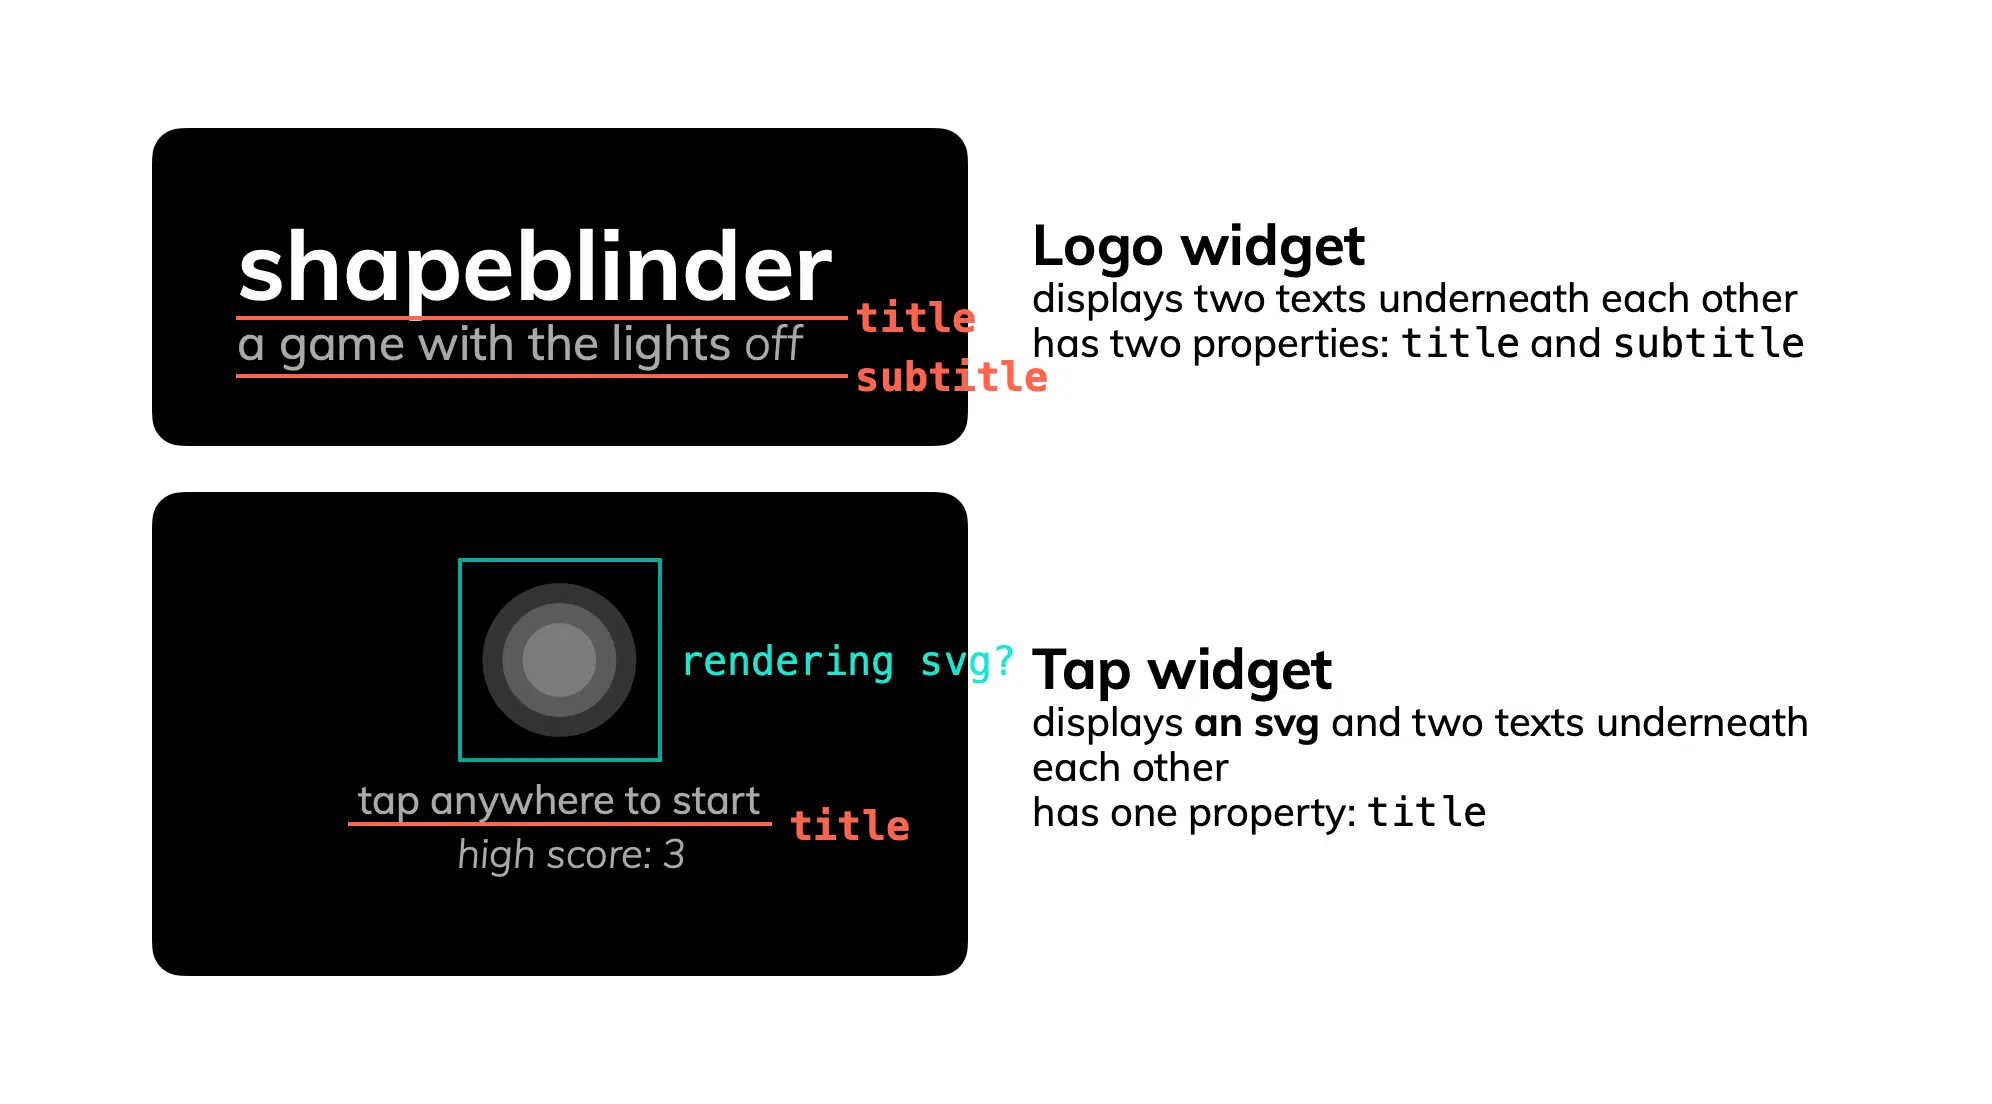 shapeblinder
title
a game with the lights off
subtitle
Logo widget
displays two texts underneath each other
has two properties: title and subtitle
rendering svg?
tap anywhere to start
title
high score: 3
Tap widget
displays an svg and two texts underneath
each other
has one property: title